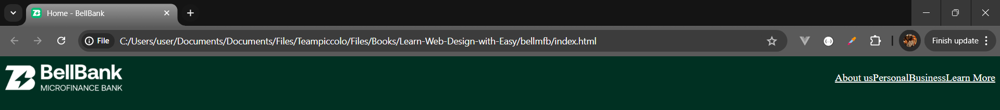 Home - BellBank
File
C:/Users/user/Documents/Documents/Files/Teampiccolo/Files/Books/Learn-Web-Design-with-Easy/bellmfb/index.html
{...}
Finish update
BellBank
MICROFINANCE BANK
About usPersonalBusinessLearn More